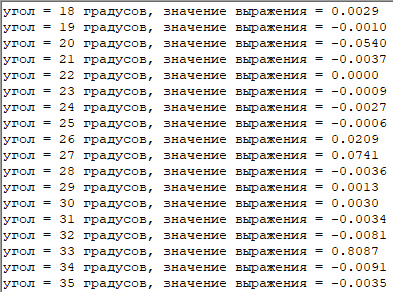 угол = 18 градусов, значение выражения = 0.0029
угол = 19 градусов, значение выражения = -0.0010
угол = 20 градусов, значение выражения = -0.0540
угол = 21 градусов, значение выражения = -0.0037
угол = 22 градусов, значение выражения = 0.0000
угол = 23 градусов, значение выражения = -0.0009
угол = 24 градусов, значение выражения = -0.0027
угол = 25 градусов, значение выражения = -0.0006
угол = 26 градусов, значение выражения = 0.0209
угол = 27 градусов, значение выражения = 0.0741
угол = 28 градусов, значение выражения = -0.0036
угол = 29 градусов, значение выражения = 0.0013
угол = 30 градусов, значение выражения = 0.0030
угол = 31 градусов, значение выражения = -0.0034
угол = 32 градусов, значение выражения = -0.0081
угол = 33 градусов, значение выражения = 0.8087
угол = 34 градусов, значение выражения = -0.0091
угол = 35 градусов, значение выражения = -0.0035